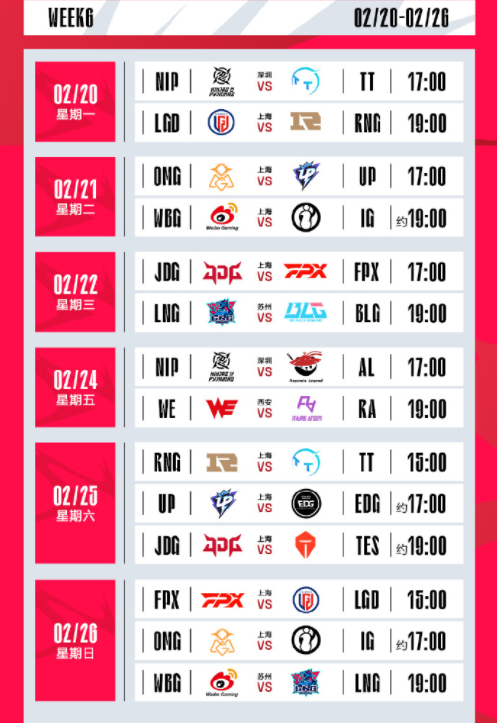 WEEK6 02/20-02/26
02/20
星期一
NIP 深圳 VS TT 17:00
LGD 上海 VS RNG 19:00
02/21
星期二
OMG 上海 VS UP 17:00
WBG Weibo Gaming 上海 VS IG 约19:00
02/22
星期三
JDG 上海 VS FPX 17:00
LNG 苏州 VS BLG 19:00
02/24
星期五
NIP 深圳 VS AL 17:00
WE 西安 VS RA 19:00
02/25
星期六
RNG 上海 VS TT 15:00
UP 上海 VS EDG 约17:00
JDG 上海 VS TES 约19:00
02/26
星期日
FPX 上海 VS LGD 15:00
OMG 上海 VS IG 约17:00
WBG Weibo Gaming 苏州 VS LNG 19:00